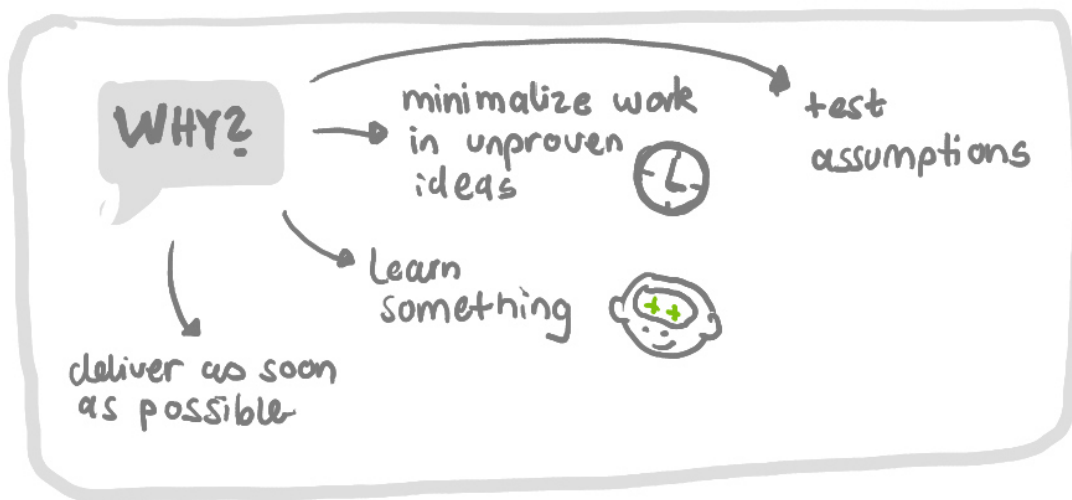 WHY?
minimalize work
in unproven
ideas
test
assumptions
Learn
something
deliver as soon
as possible